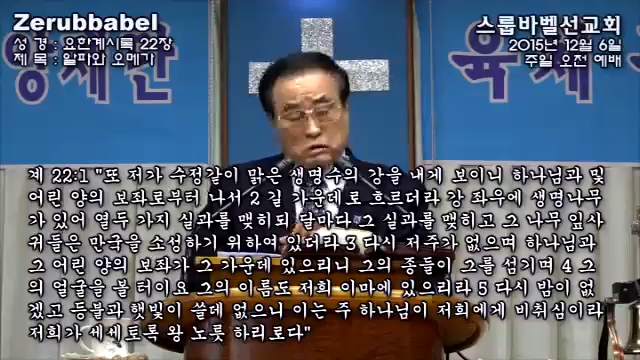 Zerubbabel
스룹바벨선교회
성 경 : 요한계시록 22장
2015년 12월 6일
제 목 : 알파와 오메가
주일 오전 예배
계 22:1 "또 저가 수정같이 맑은 생명수의 강을 내게 보이니 하나님과 및
어린 양의 보좌로부터 나서 2 길 가운데로 흐르더라 강 좌우에 생명나무
가 있어 열두 가지 실과를 맺히되 달마다 그 실과를 맺히고 그 나무 잎사
귀들은 만국을 소성하기 위하여 있더라 3 다시 저주가 없으며 하나님과
그 어린 양의 보좌가 그 가운데 있으리니 그의 종들이 그를 섬기며 4 그
의 얼굴을 볼 터이요 그의 이름도 저희 이마에 있으리라 5 다시 밤이 없
겠고 등불과 햇빛이 쓸데 없으니 이는 주 하나님이 저희에게 비취심이라
저희가 세세토록 왕 노릇 하리로다"